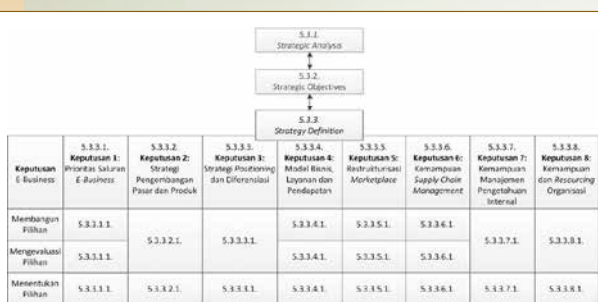 5.3.1.
Strategic Analysis
5.3.2.
Strategic Objectives
5.3.3.
Strategy Definition
Keputusan
E-Business
5.3.3.1.
Keputusan 1:
Prioritas Saluran
E-Business
5.3.3.2.
Keputusan 2:
Strategi
Pengembangan
Pasar dan Produk
5.3.3.3.
Keputusan 3:
Strategi Positioning
dan Diferensiasi
5.3.3.4.
Keputusan 4:
Model Bisnis,
Layanan dan
Pendapatan
5.3.3.5.
Keputusan 5:
Restrukturisasi
Marketplace
5.3.3.6.
Keputusan 6:
Kemampuan
Supply Chain
Management
5.3.3.7.
Keputusan 7:
Kemampuan
Manajemen
Pengetahuan
Internal
5.3.3.8.
Keputusan 8:
Kemampuan
dan Resourcing
Organisasi
Membangun
Pilihan
5.3.3.1.1.
5.3.3.2.1.
5.3.3.3.1.
5.3.3.4.1.
5.3.3.5.1.
5.3.3.6.1.
5.3.3.7.1.
5.3.3.8.1.
Mengevaluasi
Pilihan
5.3.3.1.1.
5.3.3.4.1.
5.3.3.5.1.
5.3.3.6.1.
Menentukan
Pilihan
5.3.3.1.1.
5.3.3.2.1.
5.3.3.3.1.
5.3.3.4.1.
5.3.3.5.1.
5.3.3.6.1.
5.3.3.7.1.
5.3.3.8.1.